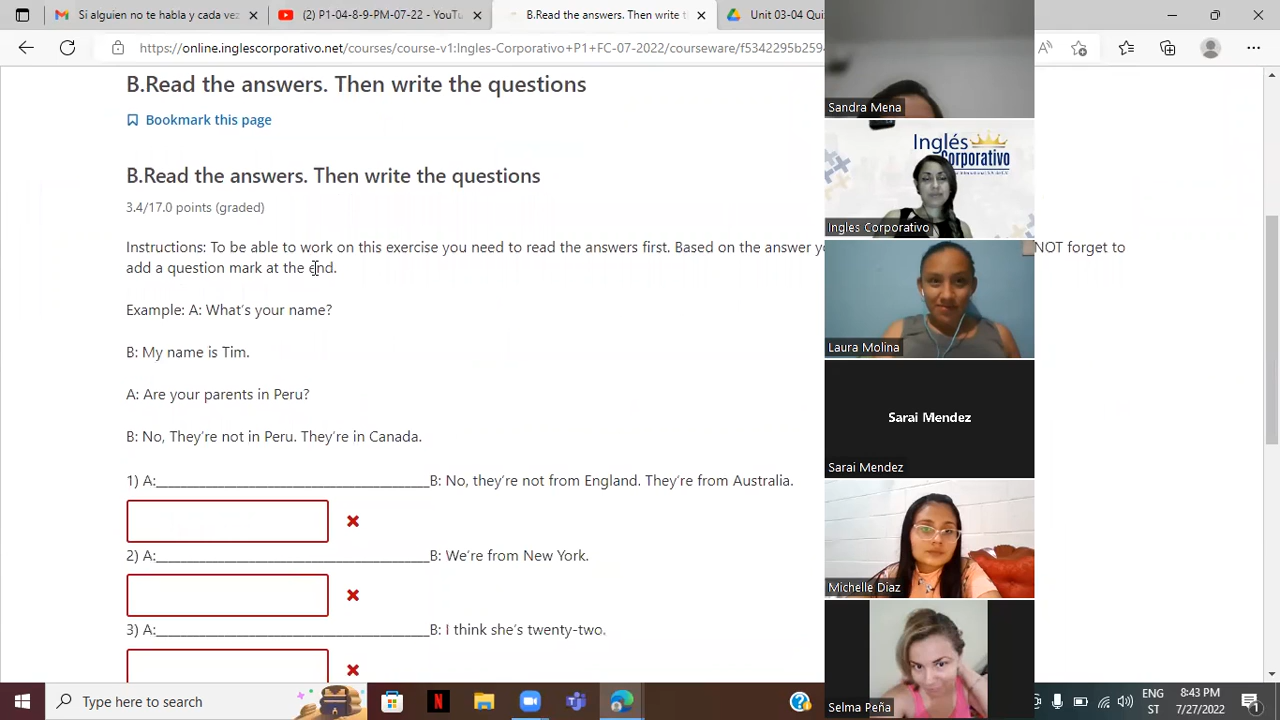 Si alguien no ha realizado su va
(2) P1-04-8-9-PM-07-22 - YouTu
B.Read the answers. Then write t
Unit 03-04 Qui
https://online.inglescorporativo.net/courses/course-v1:Ingles-Corporativo+P1+FC-07-2022/courseware/f5342295b259
B.Read the answers. Then write the questions
Bookmark this page
B.Read the answers. Then write the questions
3.4/17.0 points (graded)
Instructions: To be able to work on this exercise you need to read the answers first. Based on the answer NOT forget to
add a question mark at the end.
Example: A: What's your name?
B: My name is Tim.
A: Are your parents in Peru?
B: No, They're not in Peru. They're in Canada.
1) A:______________________________________B: No, they're not from England. They're from Australia.
2) A:______________________________________B: We're from New York.
3) A:______________________________________B: I think she's twenty-two.
Sandra Mena
Inglés
Corporativo
Ingles Corporativo
Laura Molina
Sarai Mendez
Sarai Mendez
Michelle Diaz
Selma Peña
Type here to search
ENG
ST
8:43 PM
7/27/2022
1